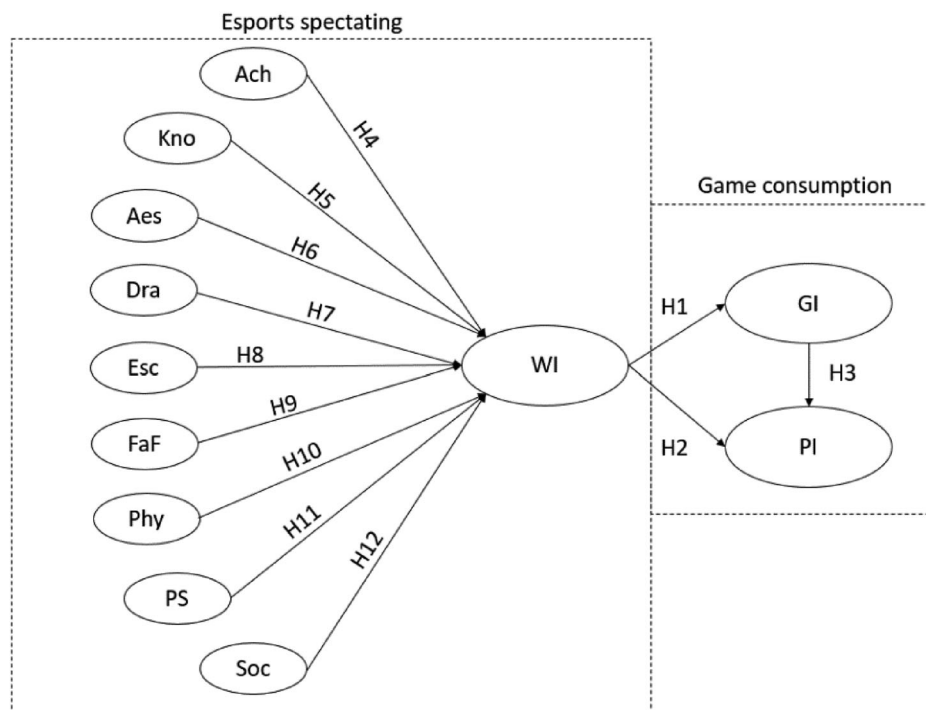 Esports spectating
Ach
Kno
Aes
Dra
Esc
FaF
Phy
PS
Soc
H4
H5
H6
H7
H8
H9
H10
H11
H12
WI
Game consumption
H1
H2
GI
H3
PI